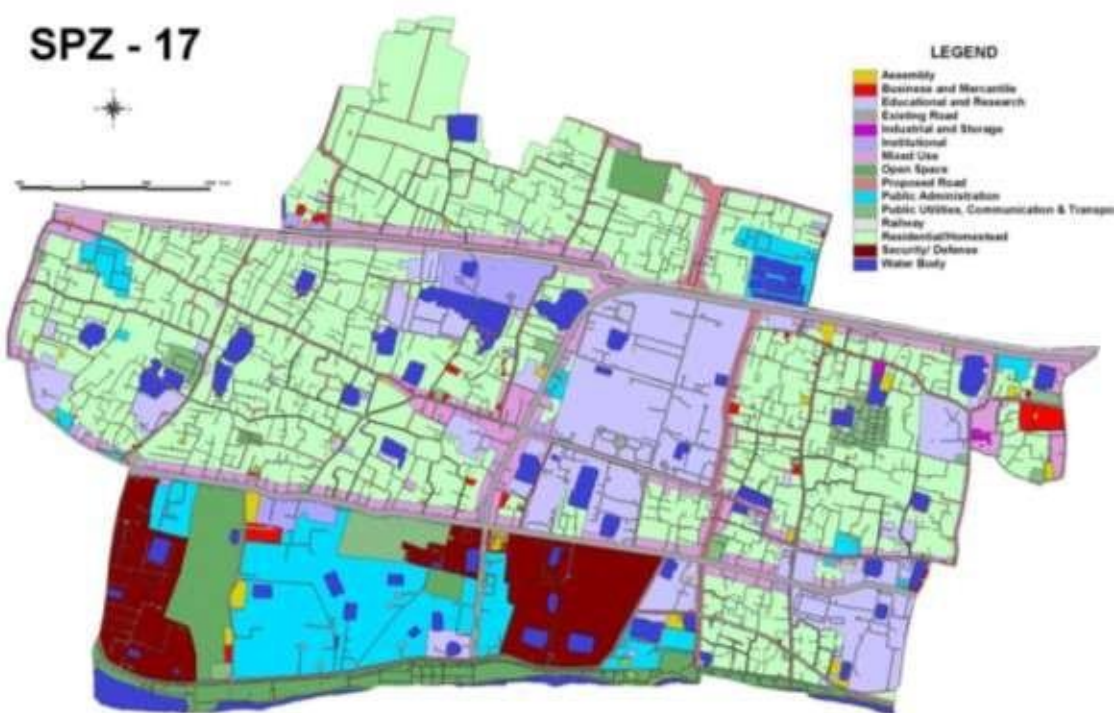 SPZ - 17
LEGEND
Assembly
Business and Mercantile
Educational and Research
Existing Road
Industrial and Storage
Institutional
Mixed Use
Open Space
Proposed Road
Public Administration
Public Utilities, Communication & Transpo
Railway
Residential/Homestead
Security/ Defense
Water Body